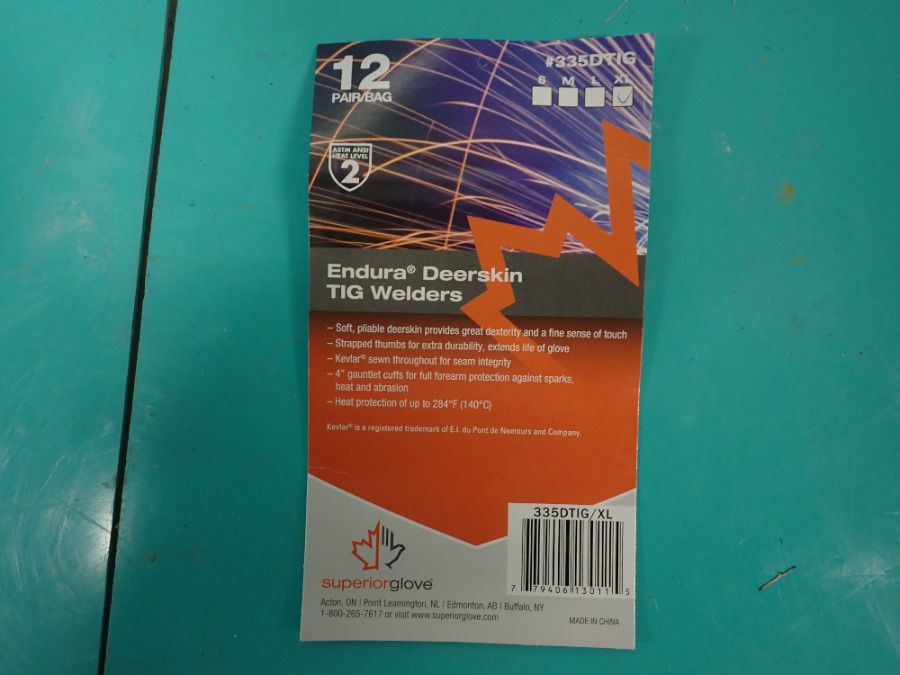 12
PAIR/BAG
#335DTIG
S M L XL
ASTM ANSI
HEAT LEVEL
2
Endura® Deerskin
TIG Welders
– Soft, pliable deerskin provides great dexterity and a fine sense of touch
– Strapped thumbs for extra durability, extends life of glove
– Kevlar® sewn throughout for seam integrity
– 4" gauntlet cuffs for full forearm protection against sparks,
heat and abrasion
– Heat protection of up to 284°F (140°C)
Kevlar® is a registered trademark of E.I. du Pont de Nemours and Company.
335DTIG/XL
7 79406 13011 5
superiorglove®
Acton, ON | Point Leamington, NL | Edmonton, AB | Buffalo, NY
1-800-265-7617 or visit www.superiorglove.com
MADE IN CHINA